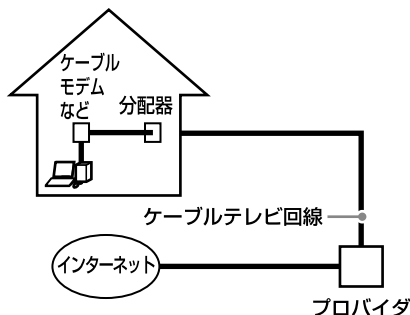 ケーブル
モデム
など
分配器
ケーブルテレビ回線
インターネット
プロバイダ